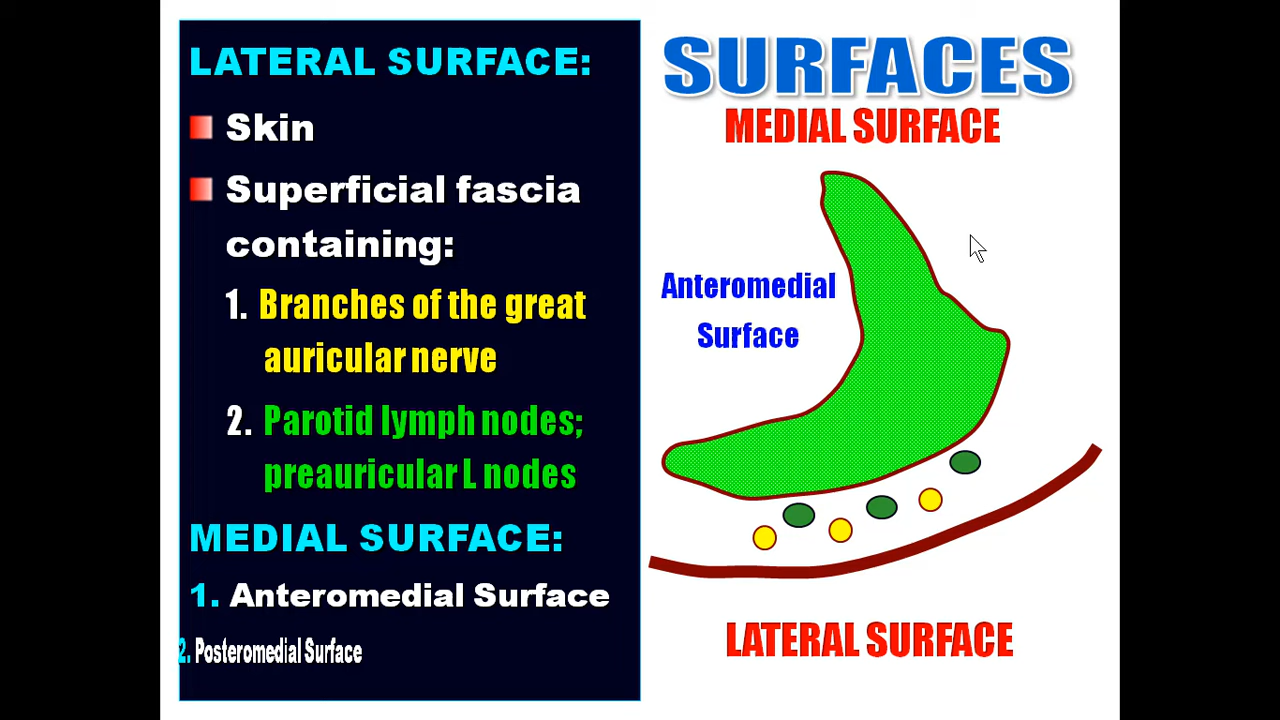 LATERAL SURFACE:
Skin
Superficial fascia
containing:
1. Branches of the great
auricular nerve
2. Parotid lymph nodes;
preauricular L nodes
MEDIAL SURFACE:
1. Anteromedial Surface
2. Posteromedial Surface
SURFACES
MEDIAL SURFACE
Anteromedial
Surface
LATERAL SURFACE